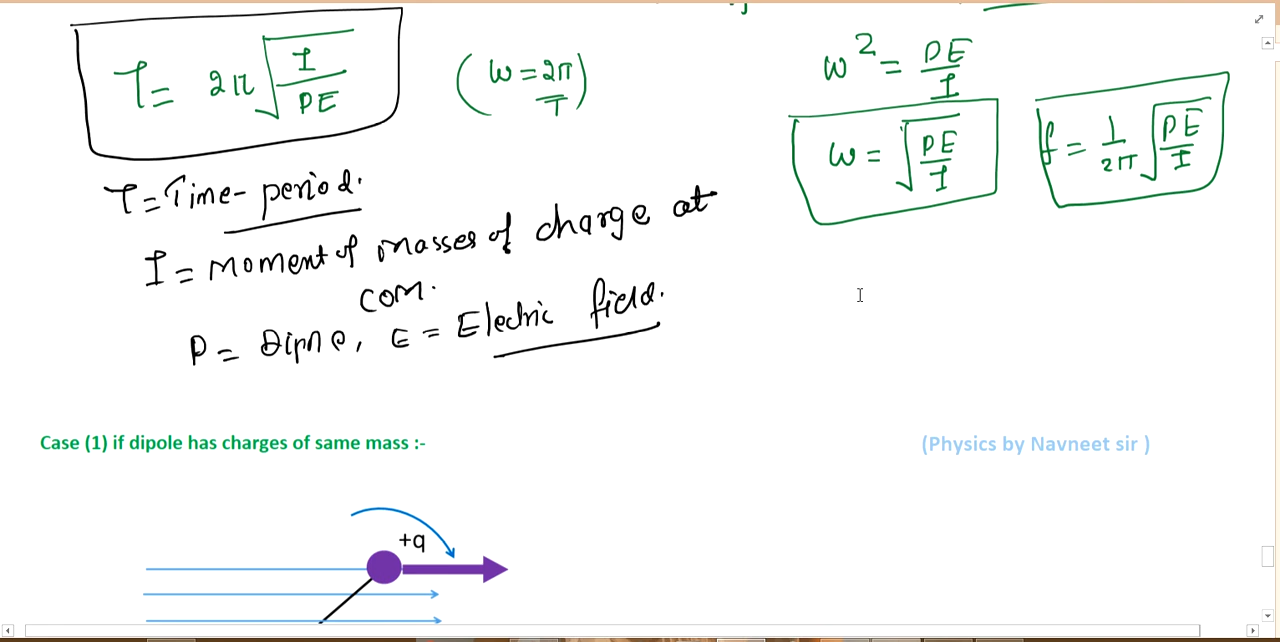 T = 2π√(I/PE) (ω = 2π/T)
ω² = PE/I
ω = √(PE/I)
f = 1/2π √(PE/I)
T = Time-period.
I = Moment of masses of charge at
COM.
P = Diple, E = Electric field.
Case (1) if dipole has charges of same mass :-
(Physics by Navneet sir )
+q